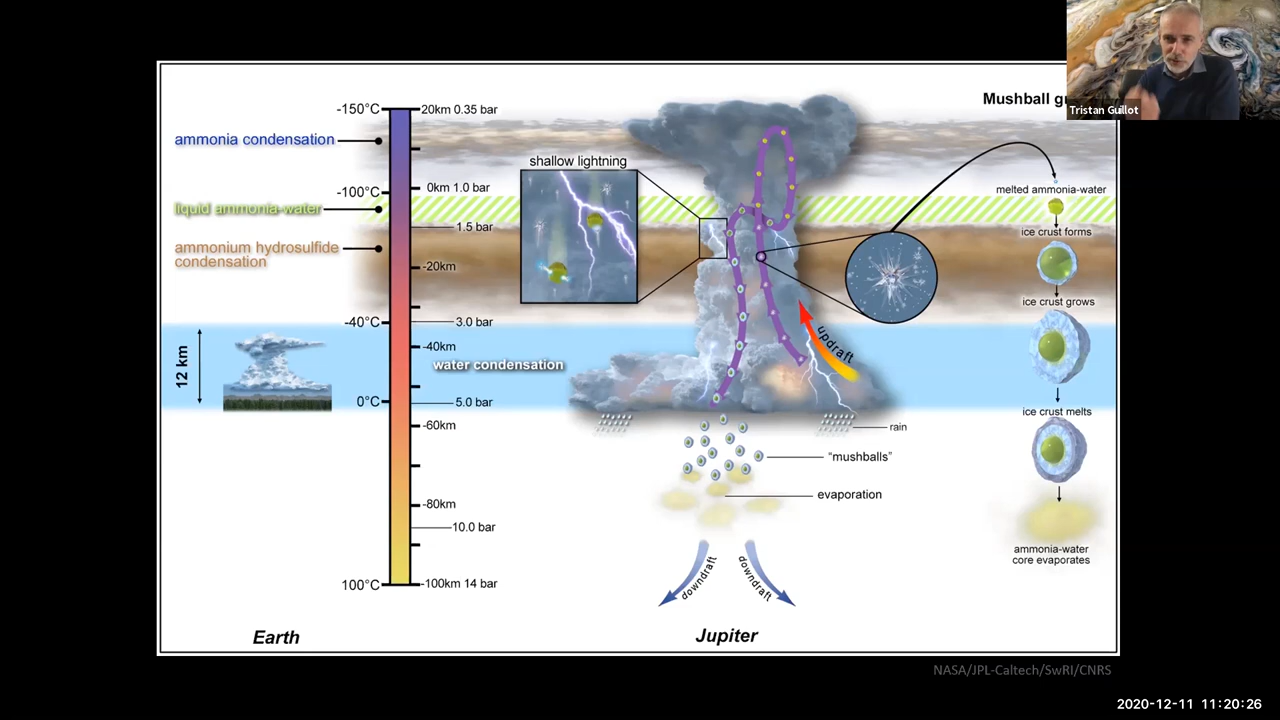 Tristan Guillot
Mushball
-150°C
20km 0.35 bar
ammonia condensation
-100°C
0km 1.0 bar
liquid ammonia-water
1.5 bar
ammonium hydrosulfide
condensation
-20km
-40°C
3.0 bar
-40km
12 km
0°C
5.0 bar
-60km
-80km
10.0 bar
100°C
-100km 14 bar
shallow lightning
water condensation
updraft
rain
"mushballs"
evaporation
downdraft
downdraft
melted ammonia-water
ice crust forms
ice crust grows
ice crust melts
ammonia-water
core evaporates
Earth
Jupiter
NASA/JPL-Caltech/SwRI/CNRS
2020-12-11 11:20:26